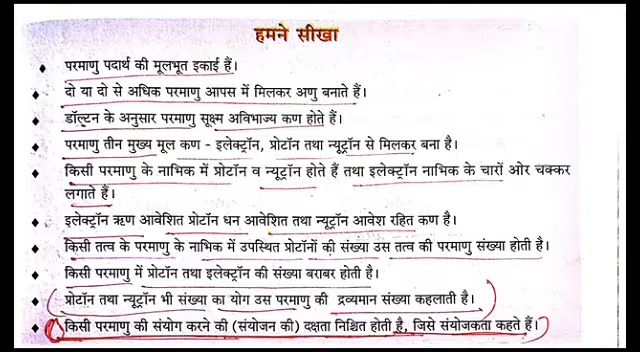 हमने सीखा
♦ परमाणु पदार्थ की मूलभूत इकाई हैं।
♦ दो या दो से अधिक परमाणु आपस में मिलकर अणु बनाते हैं।
♦ डॉल्टन के अनुसार परमाणु सूक्ष्म अविभाज्य कण होते हैं।
♦ परमाणु तीन मुख्य मूल कण - इलेक्ट्रॉन, प्रोटॉन तथा न्यूट्रॉन से मिलकर बना है।
♦ किसी परमाणु के नाभिक में प्रोटॉन व न्यूट्रॉन होते हैं तथा इलेक्ट्रॉन नाभिक के चारों ओर चक्कर
लगाते हैं।
♦ इलेक्ट्रॉन ऋण आवेशित प्रोटॉन धन आवेशित तथा न्यूट्रॉन आवेश रहित कण है।
♦ किसी तत्व के परमाणु के नाभिक में उपस्थित प्रोटॉनों की संख्या उस तत्व की परमाणु संख्या होती है।
♦ किसी परमाणु में प्रोटॉन तथा इलेक्ट्रॉन की संख्या बराबर होती है।
♦ प्रोटॉन तथा न्यूट्रॉन भी संख्या का योग उस परमाणु की द्रव्यमान संख्या कहलाती है।
♦ किसी परमाणु की संयोग करने की (संयोजन की) दक्षता निश्चित होती है, जिसे संयोजकता कहते हैं।